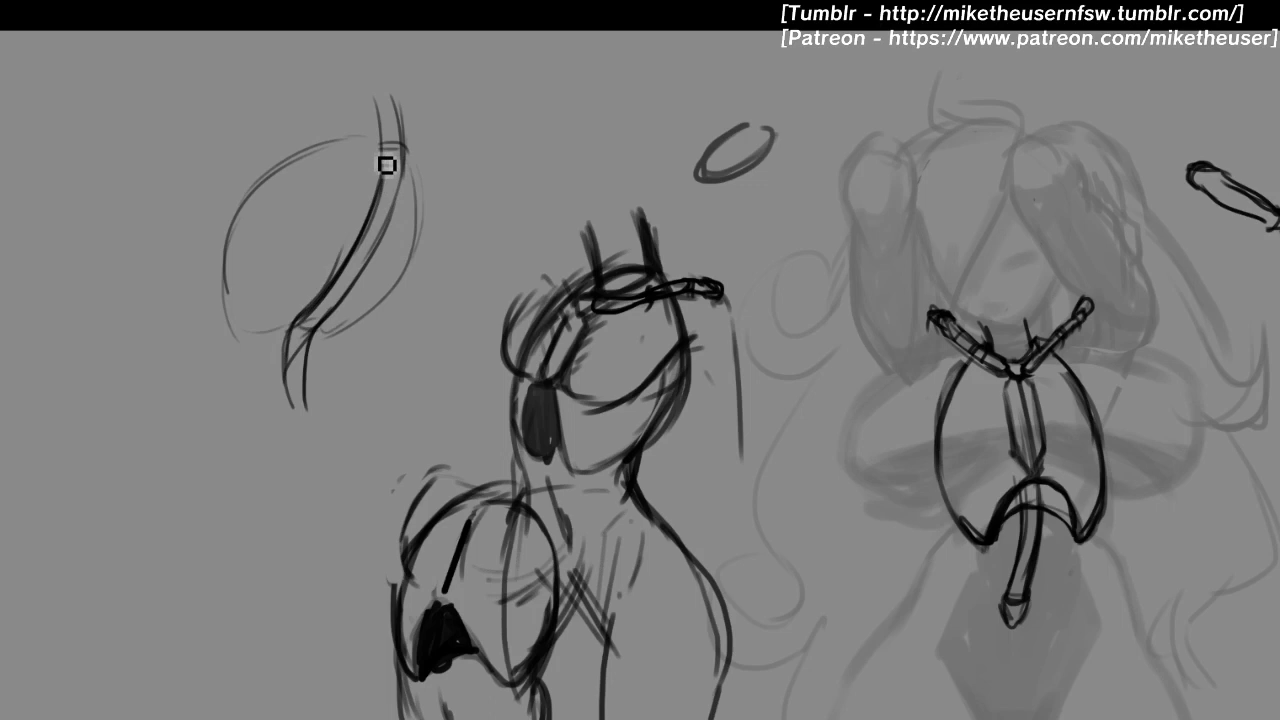 [Tumblr - http://miketheusernfsw.tumblr.com/]
[Patreon - https://www.patreon.com/miketheuser]